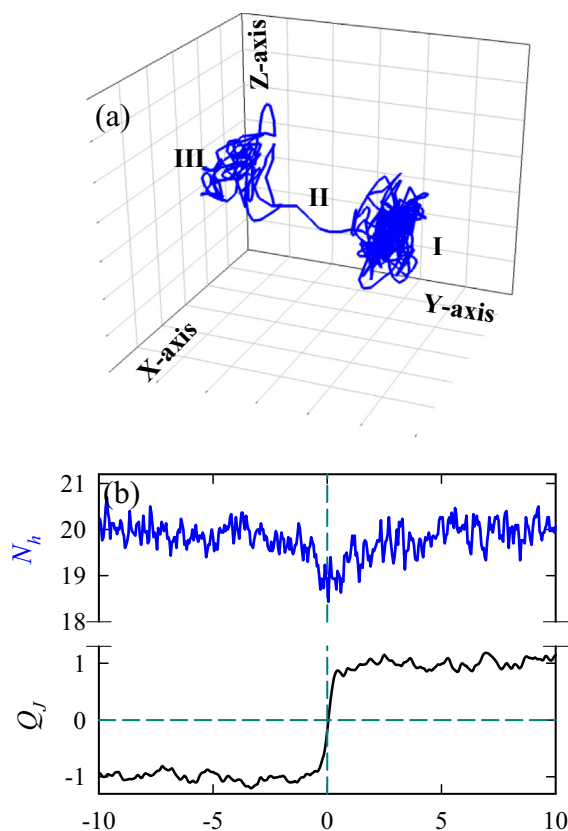 Z-axis
(a)
III
II
I
Y-axis
X-axis
(b)
21
20
19
18
N_h
1
0
-1
Q_J
-10 -5 0 5 10